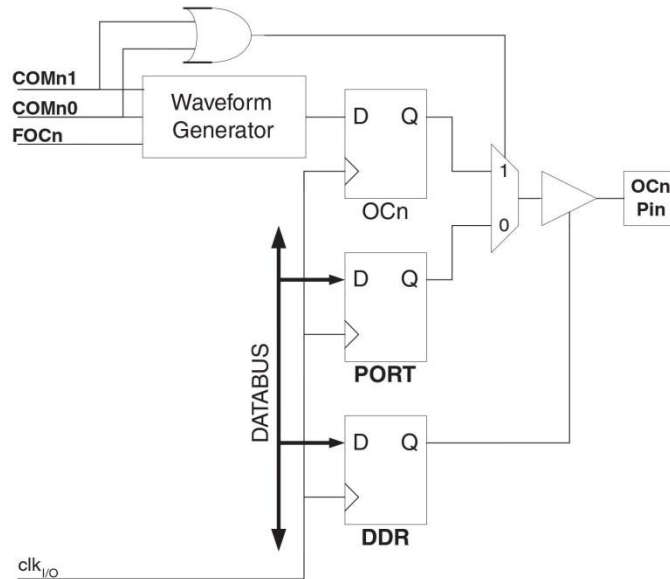 COMn1
COMn0
FOCn
Waveform
Generator
D Q
OCn
1
0
OCn
Pin
D Q
PORT
DATABUS
D Q
DDR
clkI/O